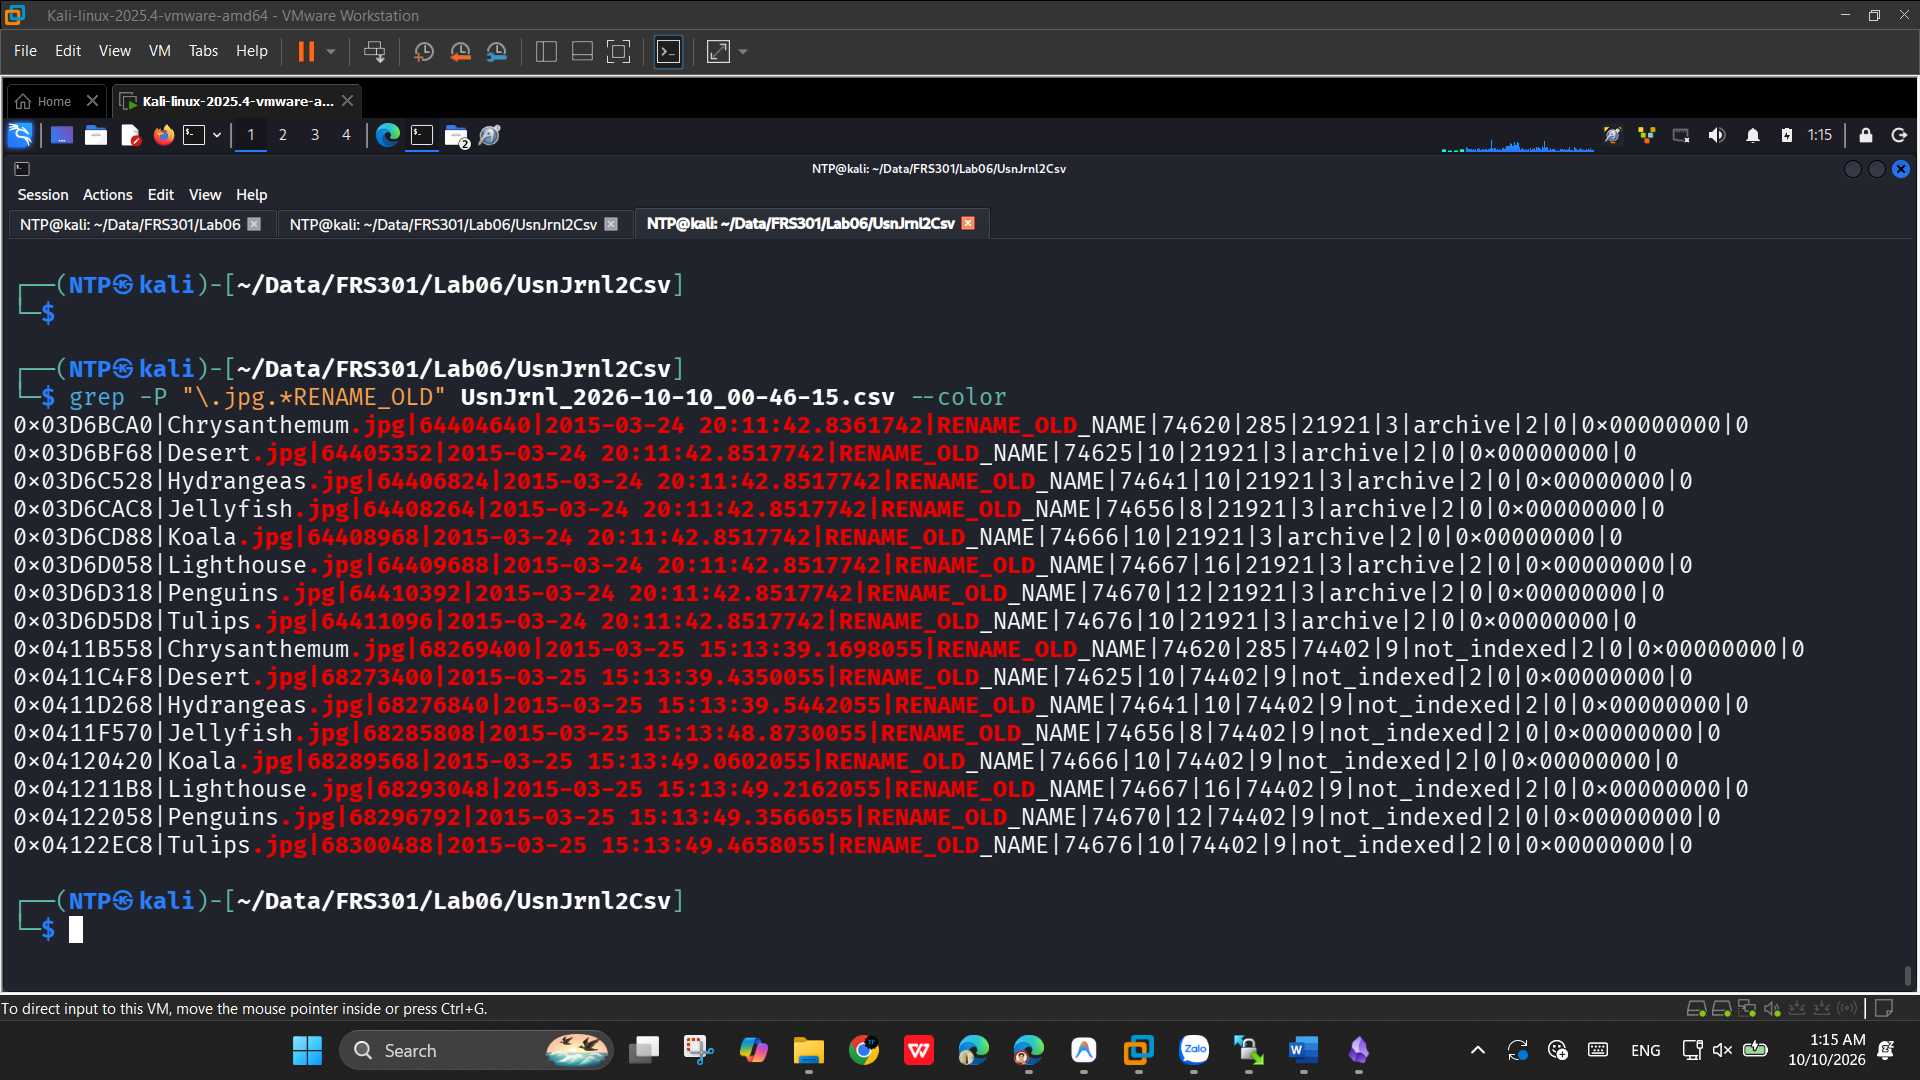 Kali-linux-2025.4-vmware-amd64 - VMware Workstation
File Edit View VM Tabs Help
Home Kali-linux-2025.4-vmware-a...
1 2 3 4 2 1:15
NTP@kali: ~/Data/FRS301/Lab06/UsnJrnl2Csv
Session Actions Edit View Help
NTP@kali: ~/Data/FRS301/Lab06 NTP@kali: ~/Data/FRS301/Lab06/UsnJrnl2Csv NTP@kali: ~/Data/FRS301/Lab06/UsnJrnl2Csv
┌──(NTP㉿kali)-[~/Data/FRS301/Lab06/UsnJrnl2Csv]
└─$
┌──(NTP㉿kali)-[~/Data/FRS301/Lab06/UsnJrnl2Csv]
└─$ grep -P "\.jpg.*RENAME_OLD" UsnJrnl_2026-10-10_00-46-15.csv --color
0x03D6BCA0|Chrysanthemum.jpg|64404640|2015-03-24 20:11:42.8361742|RENAME_OLD_NAME|74620|285|21921|3|archive|2|0|0x00000000|0
0x03D6BF68|Desert.jpg|64405352|2015-03-24 20:11:42.8517742|RENAME_OLD_NAME|74625|10|21921|3|archive|2|0|0x00000000|0
0x03D6C528|Hydrangeas.jpg|64406824|2015-03-24 20:11:42.8517742|RENAME_OLD_NAME|74641|10|21921|3|archive|2|0|0x00000000|0
0x03D6CAC8|Jellyfish.jpg|64408264|2015-03-24 20:11:42.8517742|RENAME_OLD_NAME|74656|8|21921|3|archive|2|0|0x00000000|0
0x03D6CD88|Koala.jpg|64408968|2015-03-24 20:11:42.8517742|RENAME_OLD_NAME|74666|10|21921|3|archive|2|0|0x00000000|0
0x03D6D058|Lighthouse.jpg|64409688|2015-03-24 20:11:42.8517742|RENAME_OLD_NAME|74667|16|21921|3|archive|2|0|0x00000000|0
0x03D6D318|Penguins.jpg|64410392|2015-03-24 20:11:42.8517742|RENAME_OLD_NAME|74670|12|21921|3|archive|2|0|0x00000000|0
0x03D6D5D8|Tulips.jpg|64411096|2015-03-24 20:11:42.8517742|RENAME_OLD_NAME|74676|10|21921|3|archive|2|0|0x00000000|0
0x0411B558|Chrysanthemum.jpg|68269400|2015-03-25 15:13:39.1698055|RENAME_OLD_NAME|74620|285|74402|9|not_indexed|2|0|0x00000000|0
0x0411C4F8|Desert.jpg|68273400|2015-03-25 15:13:39.4350055|RENAME_OLD_NAME|74625|10|74402|9|not_indexed|2|0|0x00000000|0
0x0411D268|Hydrangeas.jpg|68276840|2015-03-25 15:13:39.5442055|RENAME_OLD_NAME|74641|10|74402|9|not_indexed|2|0|0x00000000|0
0x0411F570|Jellyfish.jpg|68285808|2015-03-25 15:13:48.8730055|RENAME_OLD_NAME|74656|8|74402|9|not_indexed|2|0|0x00000000|0
0x04120420|Koala.jpg|68289568|2015-03-25 15:13:49.0602055|RENAME_OLD_NAME|74666|10|74402|9|not_indexed|2|0|0x00000000|0
0x041211B8|Lighthouse.jpg|68293048|2015-03-25 15:13:49.2162055|RENAME_OLD_NAME|74667|16|74402|9|not_indexed|2|0|0x00000000|0
0x04122058|Penguins.jpg|68296792|2015-03-25 15:13:49.3566055|RENAME_OLD_NAME|74670|12|74402|9|not_indexed|2|0|0x00000000|0
0x04122EC8|Tulips.jpg|68300488|2015-03-25 15:13:49.4658055|RENAME_OLD_NAME|74676|10|74402|9|not_indexed|2|0|0x00000000|0
┌──(NTP㉿kali)-[~/Data/FRS301/Lab06/UsnJrnl2Csv]
└─$
To direct input to this VM, move the mouse pointer inside or press Ctrl+G.
Search Zalo ENG 1:15 AM
10/10/2026